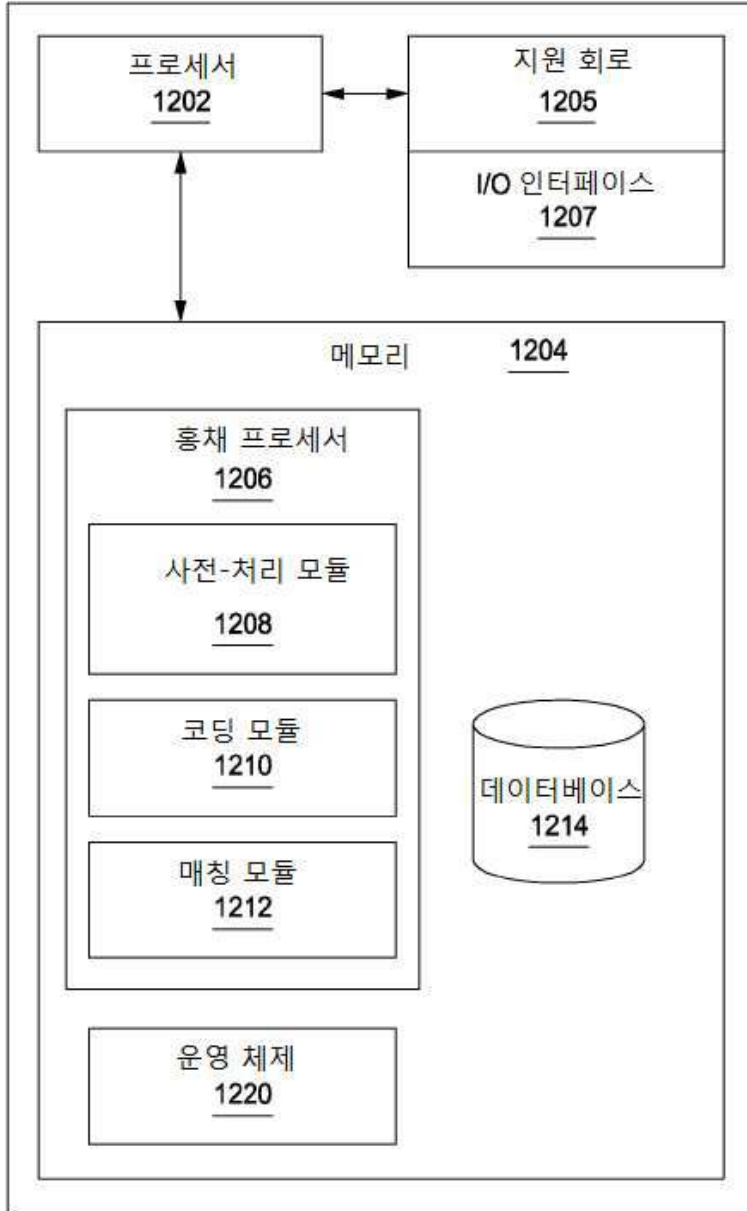 프로세서
1202
지원 회로
1205
I/O 인터페이스
1207
메모리 1204
홍채 프로세서
1206
사전-처리 모듈
1208
코딩 모듈
1210
매칭 모듈
1212
데이터베이스
1214
운영 체제
1220